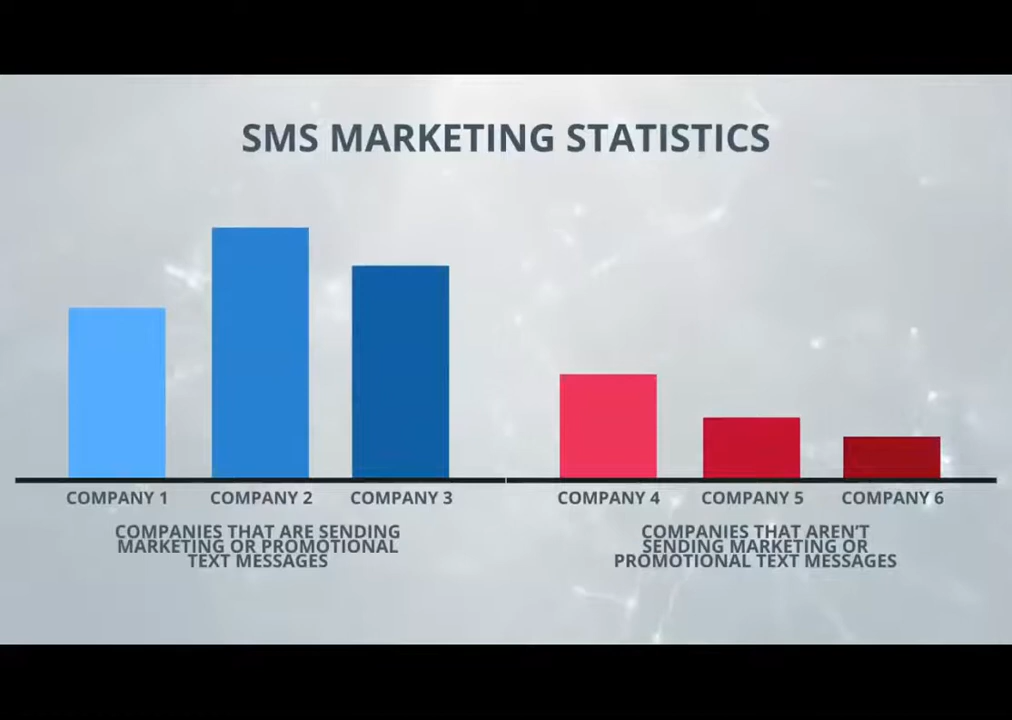 SMS MARKETING STATISTICS
COMPANY 1 COMPANY 2 COMPANY 3 COMPANY 4 COMPANY 5 COMPANY 6
COMPANIES THAT ARE SENDING
MARKETING OR PROMOTIONAL
TEXT MESSAGES
COMPANIES THAT AREN'T
SENDING MARKETING OR
PROMOTIONAL TEXT MESSAGES